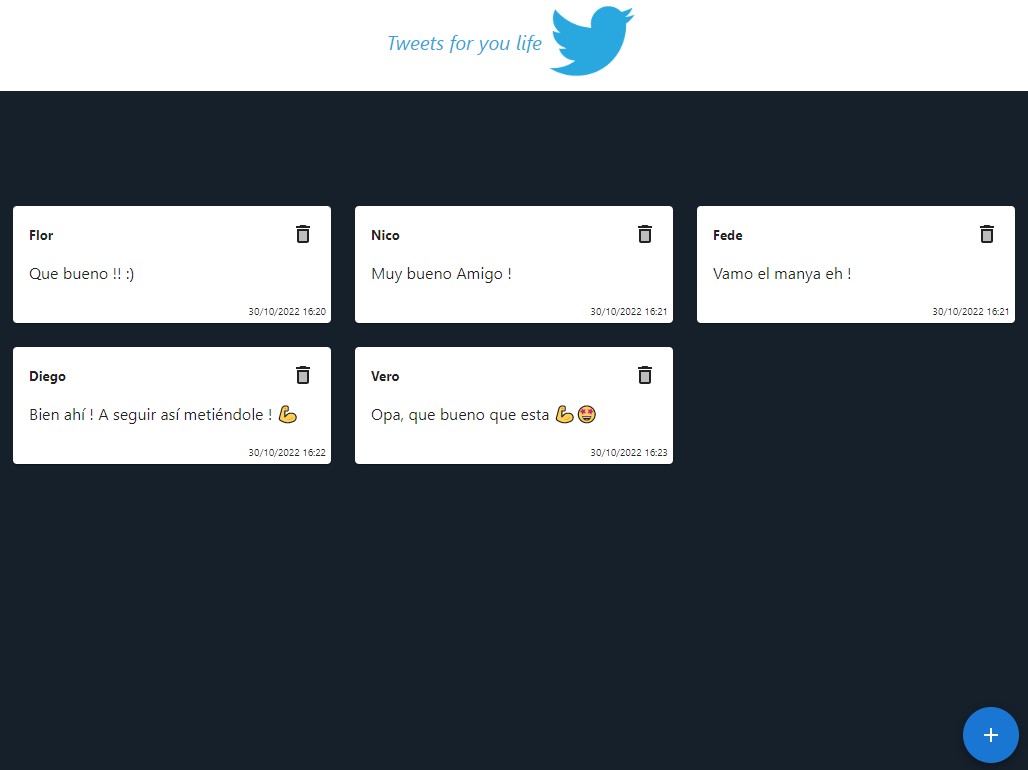 Tweets for you life
Flor
Que bueno !! :)
30/10/2022 16:20
Nico
Muy bueno Amigo !
30/10/2022 16:21
Fede
Vamo el manya eh !
30/10/2022 16:21
Diego
Bien ahí ! A seguir así metiéndole ! 💪
30/10/2022 16:22
Vero
Opa, que bueno que esta 💪🤩
30/10/2022 16:23
+